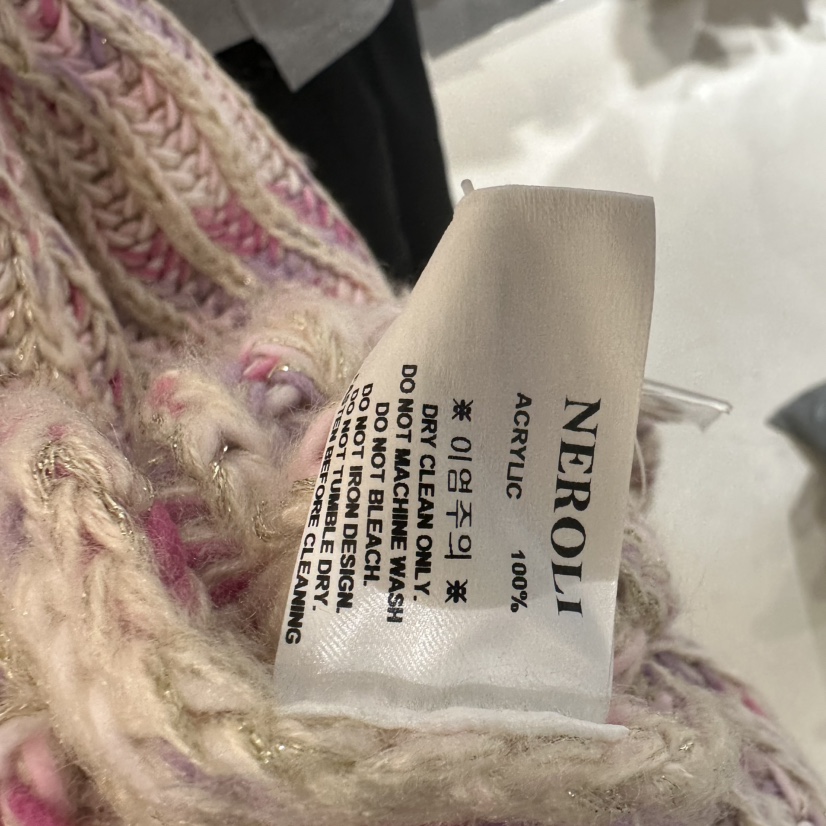 NEROLI
ACRYLIC 100%
※ 이염주의 ※
DRY CLEAN ONLY.
DO NOT MACHINE WASH
DO NOT BLEACH.
DO NOT IRON DESIGN.
DO NOT TUMBLE DRY.
BEFORE CLEANING